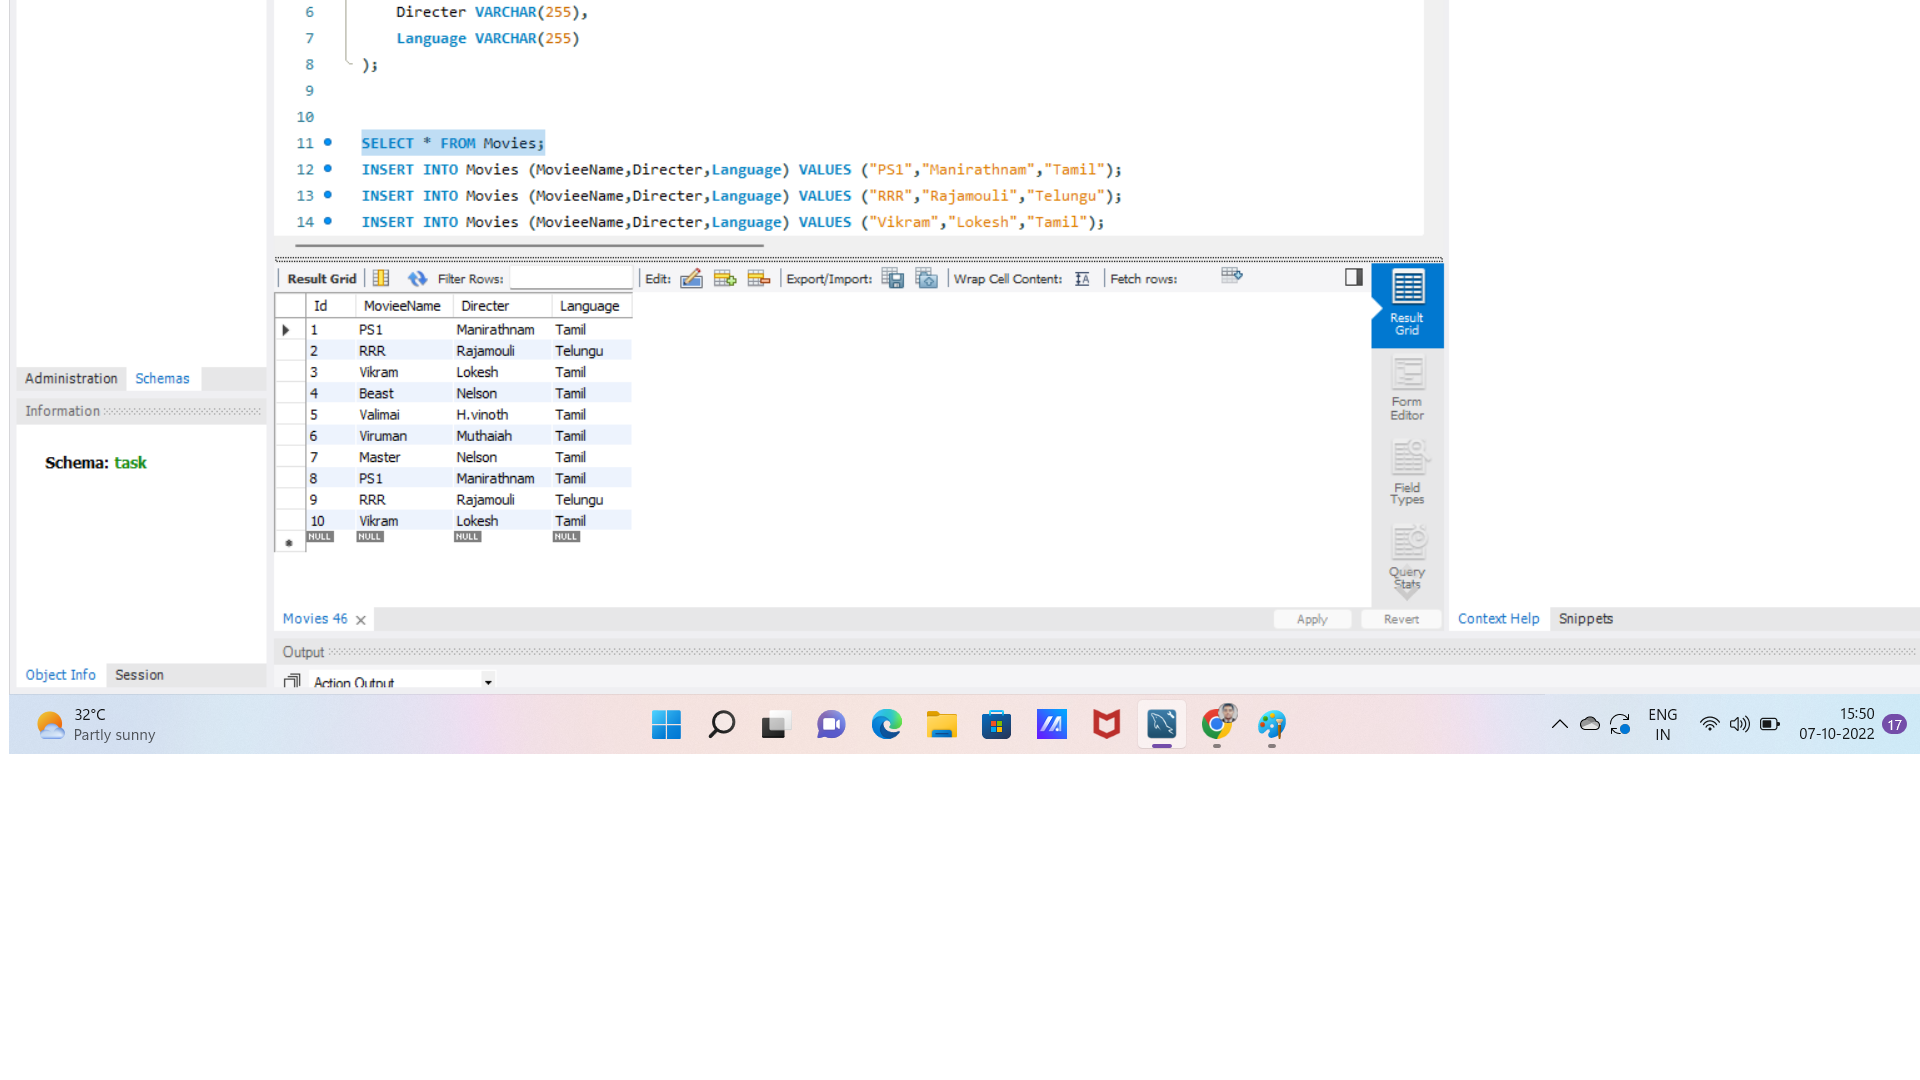 6 Directer VARCHAR(255),
7 Language VARCHAR(255)
8 );
9
10
11 SELECT * FROM Movies;
12 INSERT INTO Movies (MovieeName,Directer,Language) VALUES ("PS1","Manirathnam","Tamil");
13 INSERT INTO Movies (MovieeName,Directer,Language) VALUES ("RRR","Rajamouli","Telungu");
14 INSERT INTO Movies (MovieeName,Directer,Language) VALUES ("Vikram","Lokesh","Tamil");
Result Grid Filter Rows: Edit: Export/Import: Wrap Cell Content: Fetch rows:
Id MovieeName Directer Language
1 PS1 Manirathnam Tamil
2 RRR Rajamouli Telungu
3 Vikram Lokesh Tamil
4 Beast Nelson Tamil
5 Valimai H.vinoth Tamil
6 Viruman Muthaiah Tamil
7 Master Nelson Tamil
8 PS1 Manirathnam Tamil
9 RRR Rajamouli Telungu
10 Vikram Lokesh Tamil
NULL NULL NULL NULL
Result
Grid
Form
Editor
Field
Types
Query
Stats
Administration Schemas
Information
Schema: task
Movies 46
Apply Revert
Context Help Snippets
Output
Object Info Session
Action Output
32°C
Partly sunny
ENG
IN
15:50
07-10-2022
17